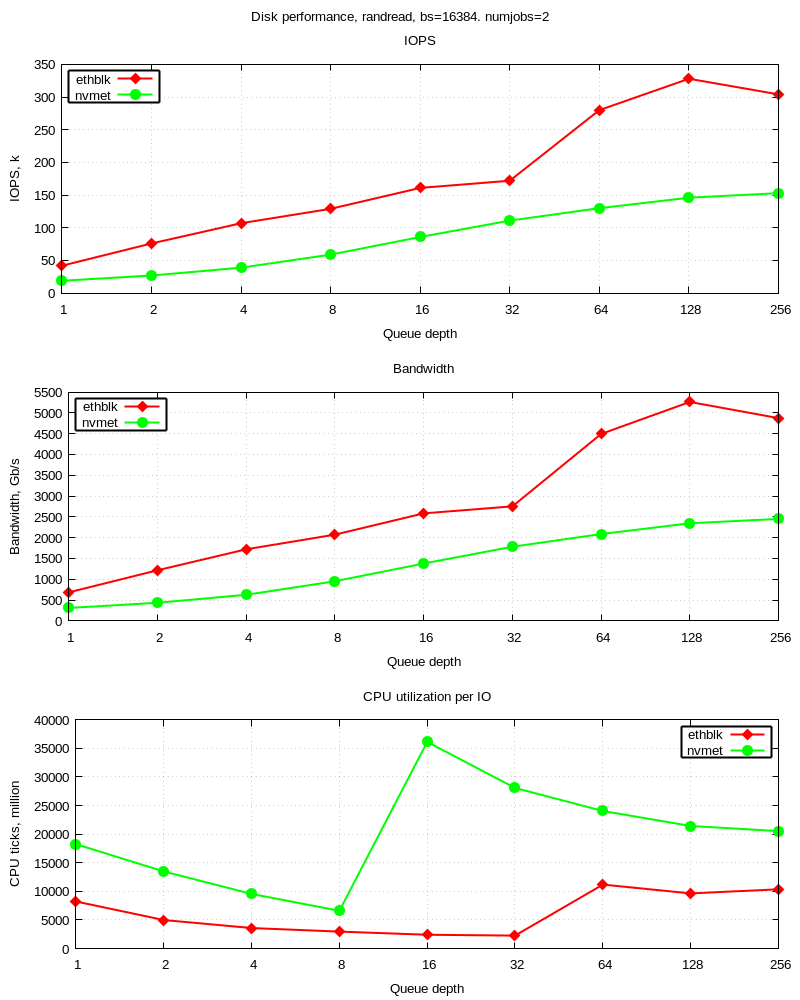 Disk performance, randread, bs=16384. numjobs=2
IOPS
350
300
250
200
150
100
50
0
IOPS, k
ethblk
nvmet
1 2 4 8 16 32 64 128 256
Queue depth
Bandwidth
5500
5000
4500
4000
3500
3000
2500
2000
1500
1000
500
0
Bandwidth, Gb/s
ethblk
nvmet
1 2 4 8 16 32 64 128 256
Queue depth
CPU utilization per IO
40000
35000
30000
25000
20000
15000
10000
5000
0
CPU ticks, million
ethblk
nvmet
1 2 4 8 16 32 64 128 256
Queue depth